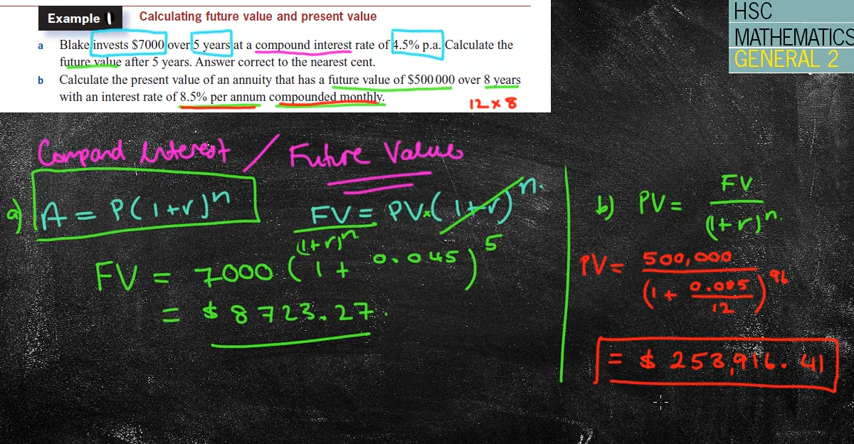 Example 1 Calculating future value and present value
a Blake invests $7000 over 5 years at a compound interest rate of 4.5% p.a. Calculate the
future value after 5 years. Answer correct to the nearest cent.
b Calculate the present value of an annuity that has a future value of $500 000 over 8 years
with an interest rate of 8.5% per annum compounded monthly.
12 × 8
HSC
MATHEMATICS
GENERAL 2
Compand Interest / Future Value
a) A = P(1+r)^n
FV = PV×(1+r)^n.
(1+r)^n
FV = 7000 (1 + 0.045)^5
= $8723.27.
b) PV = FV / (1+r)^n
PV = 500,000 / (1 + 0.085/12)^96
= $253,916.41